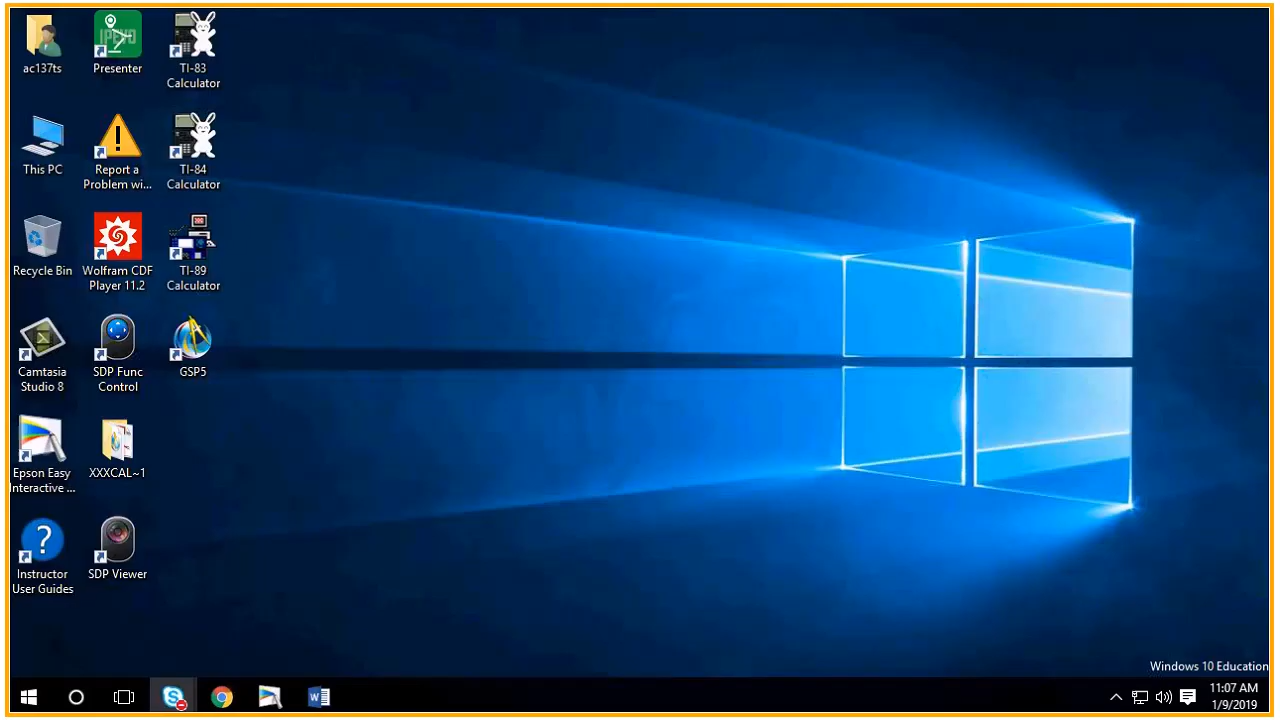 ac137ts
IPEVO
Presenter
TI-83
Calculator
This PC
Report a
Problem wi...
TI-84
Calculator
Recycle Bin
Wolfram CDF
Player 11.2
TI-89
Calculator
Camtasia
Studio 8
SDP Func
Control
GSP5
Epson Easy
Interactive ...
XXXCAL~1
Instructor
User Guides
SDP Viewer
Windows 10 Education
11:07 AM
1/9/2019